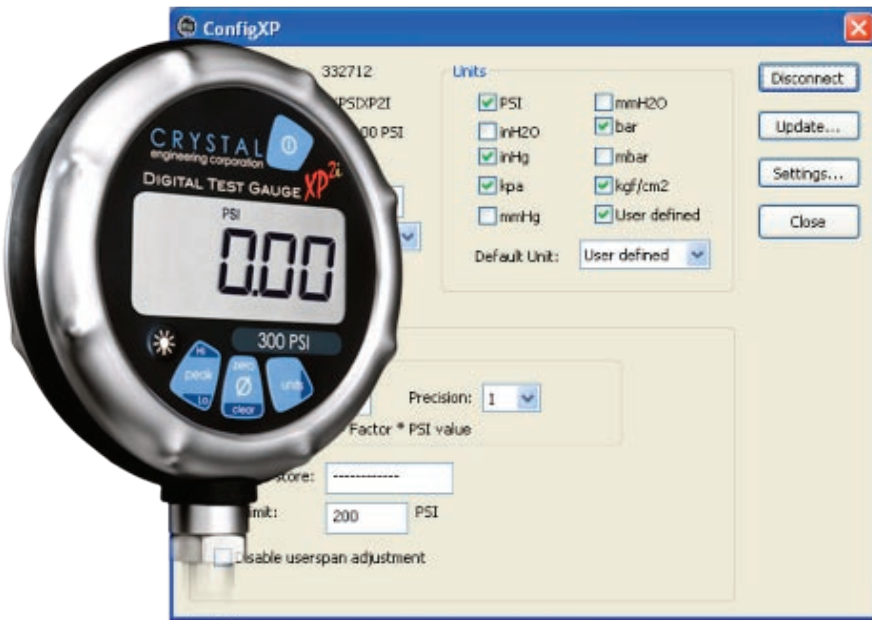 ConfigXP
332712
PSIXP2I
00 PSI
Units
PSI
mmH2O
inH2O
bar
inHg
mbar
kpa
kgf/cm2
mmHg
User defined
Default Unit: User defined
Disconnect
Update...
Settings...
Close
Precision: 1
Factor * PSI value
store: ------------
imit: 200 PSI
Disable userspan adjustment
CRYSTAL
engineering corporation
DIGITAL TEST GAUGE XP2i
PSI
0.00
300 PSI
Hi
peak
Lo
zero
Ø
clear
units